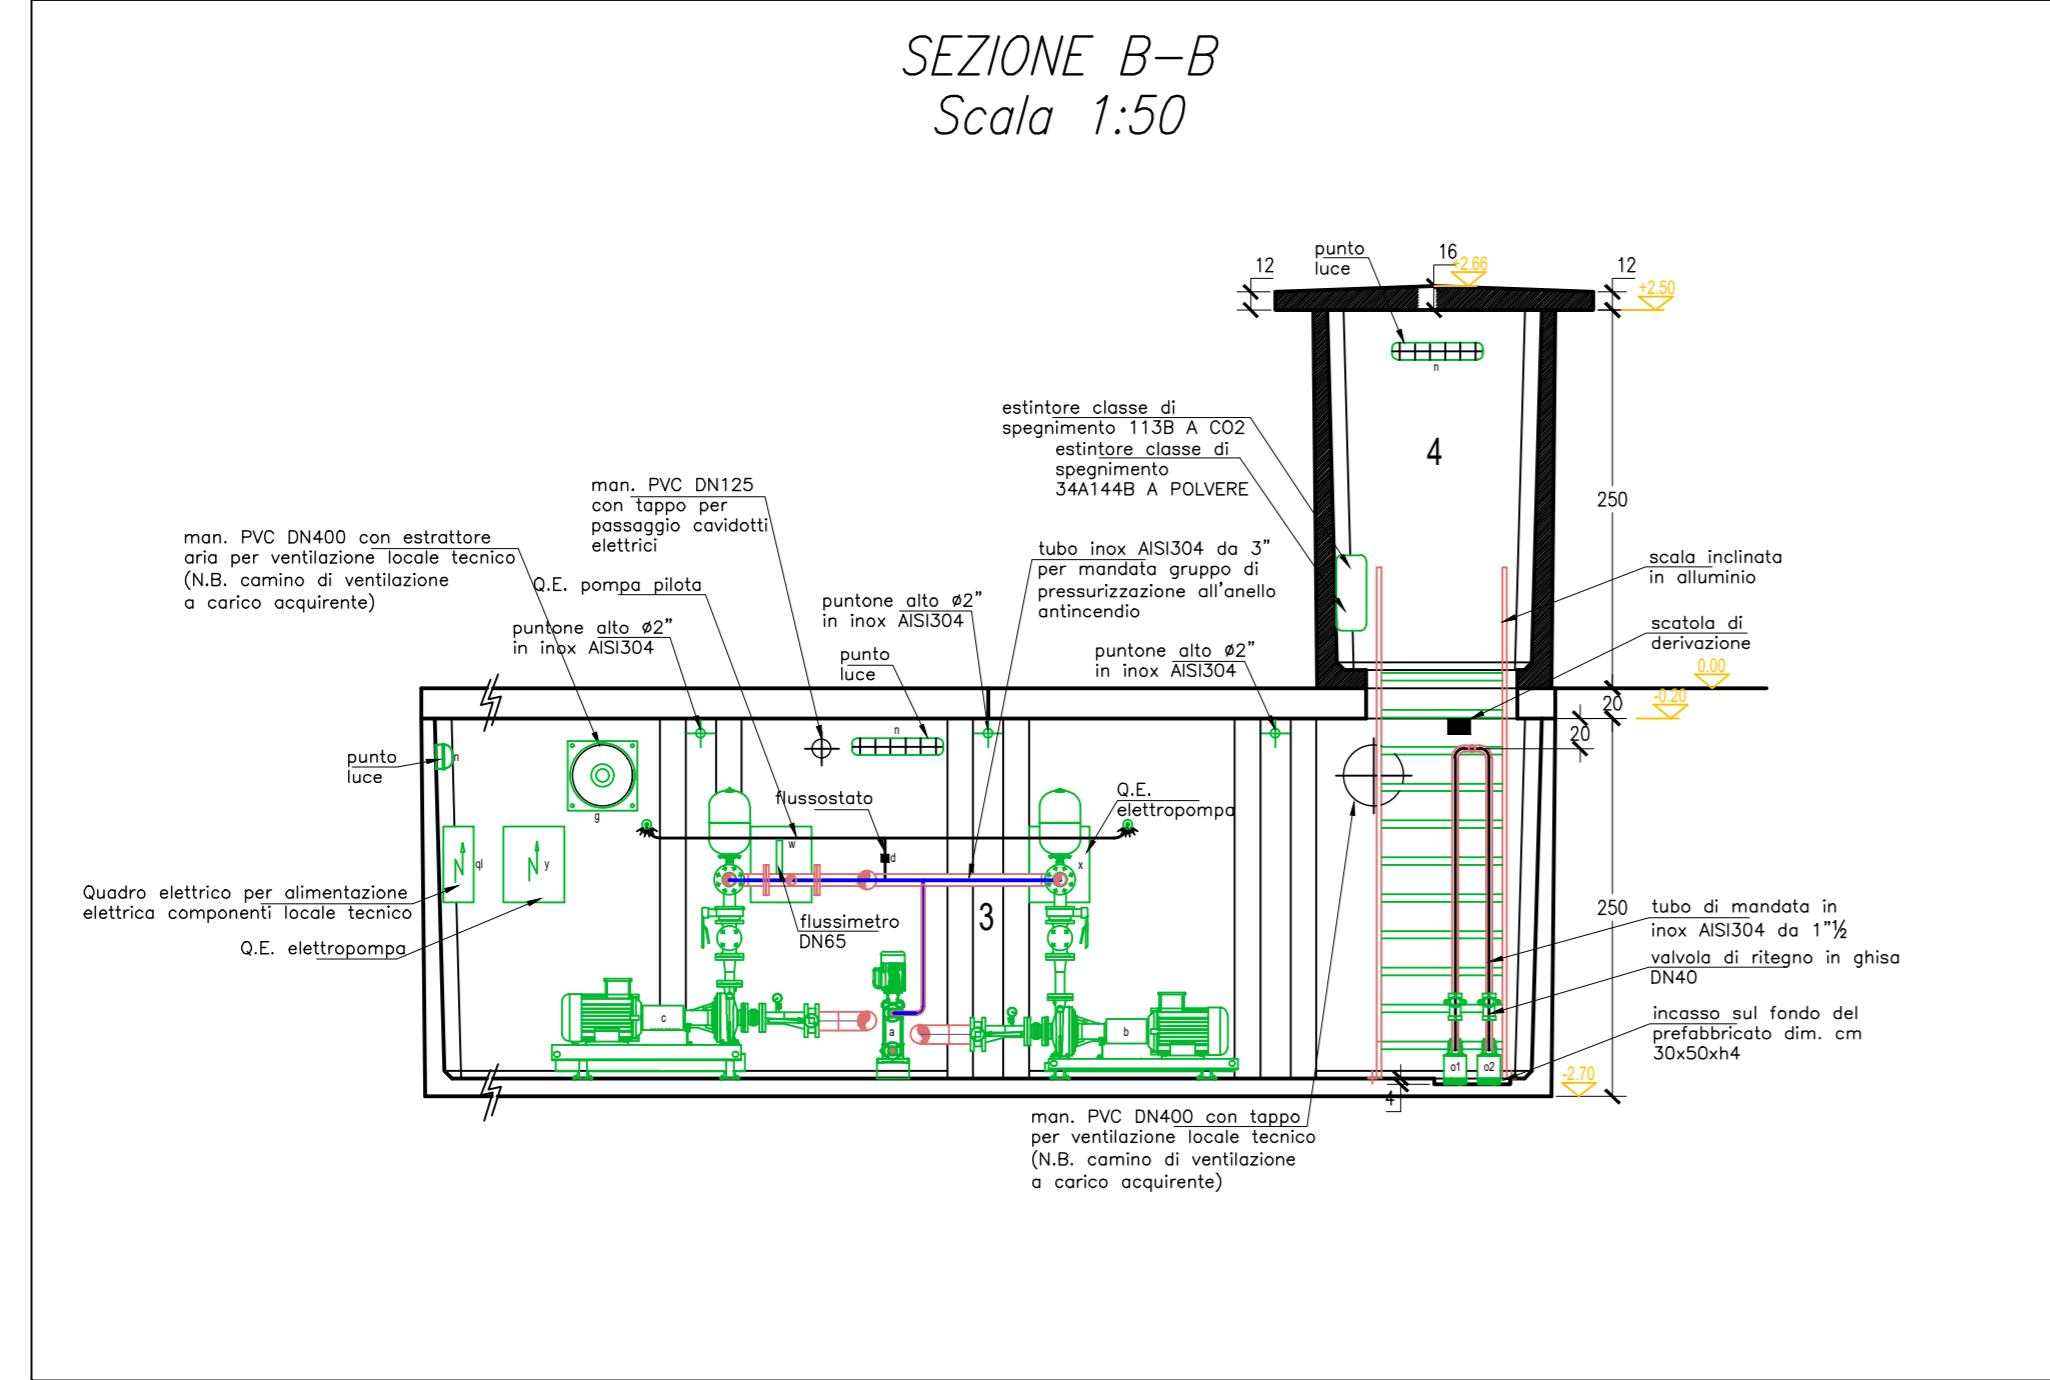 SEZIONE B-B
Scala 1:50
punto
luce
16
+2.66
12
12
+2.50
n
estintore classe di
spegnimento 113B A CO2
estintore classe di
spegnimento
34A144B A POLVERE
4
250
man. PVC DN125
con tappo per
passaggio cavidotti
elettrici
man. PVC DN400 con estrattore
aria per ventilazione locale tecnico
(N.B. camino di ventilazione
a carico acquirente)
Q.E. pompa pilota
tubo inox AISI304 da 3"
per mandata gruppo di
pressurizzazione all'anello
antincendio
scala inclinata
in alluminio
puntone alto ø2"
in inox AISI304
puntone alto ø2"
in inox AISI304
punto
luce
puntone alto ø2"
in inox AISI304
scatola di
derivazione
0.00
-0.20
20
20
punto
luce
n
n
g
flussostato
Q.E.
elettropompa
w
d
x
ql
y
Quadro elettrico per alimentazione
elettrica componenti locale tecnico
Q.E. elettropompa
flussimetro
DN65
3
250
tubo di mandata in
inox AISI304 da 1"½
valvola di ritegno in ghisa
DN40
incasso sul fondo del
prefabbricato dim. cm
30x50xh4
c
a
b
o1
o2
-2.70
4
man. PVC DN400 con tappo
per ventilazione locale tecnico
(N.B. camino di ventilazione
a carico acquirente)